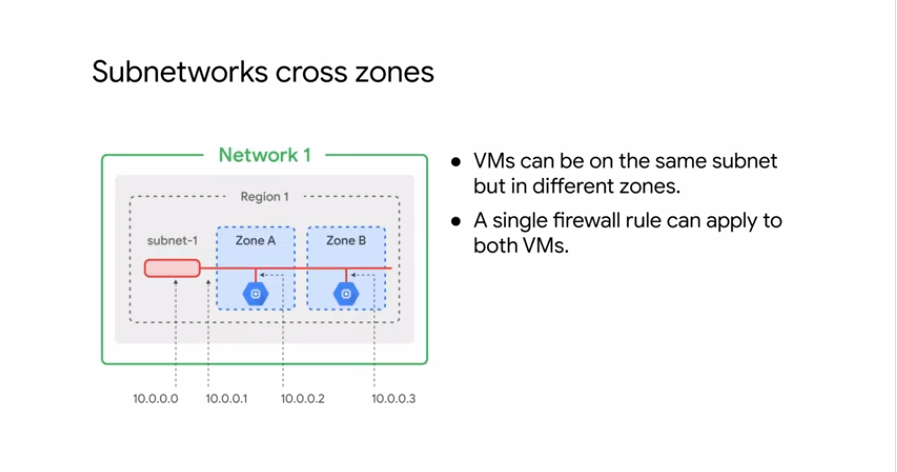 Subnetworks cross zones
Network 1
Region 1
subnet-1
Zone A
Zone B
10.0.0.0
10.0.0.1
10.0.0.2
10.0.0.3
● VMs can be on the same subnet
but in different zones.
● A single firewall rule can apply to
both VMs.